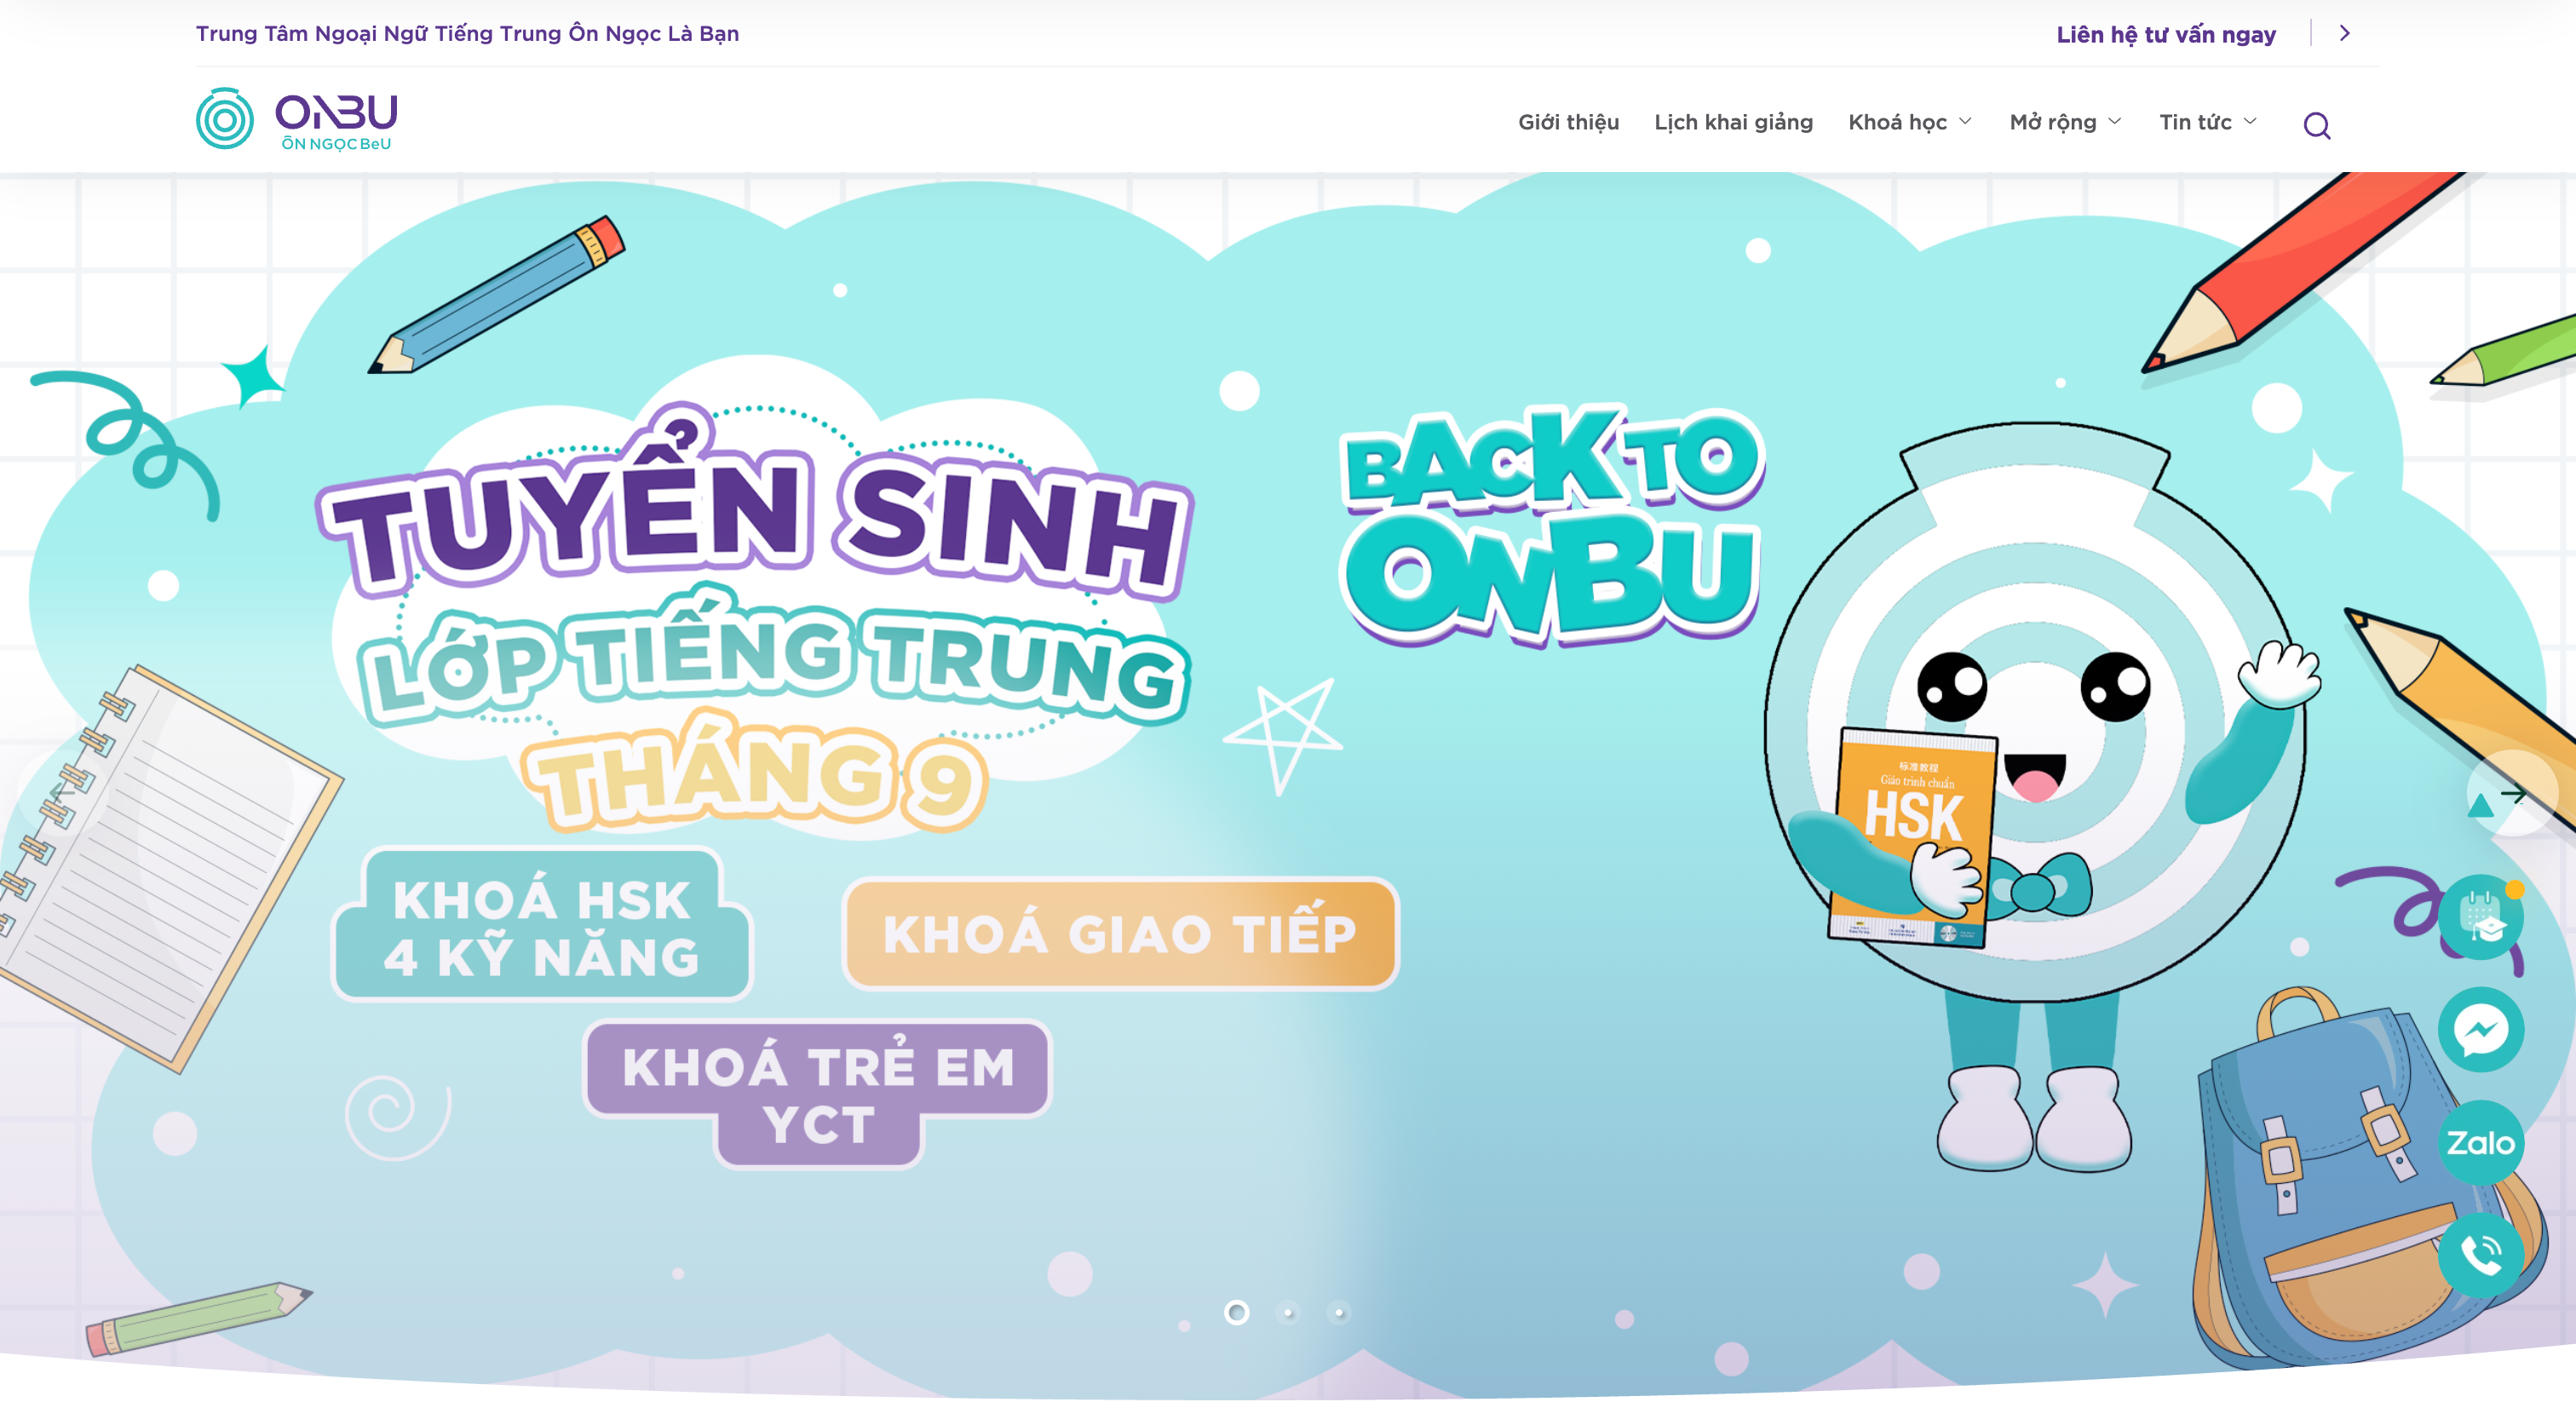 Trung Tâm Ngoại Ngữ Tiếng Trung Ôn Ngọc Là Bạn
Liên hệ tư vấn ngay
ONBU
ÔN NGỌC BeU
Giới thiệu
Lịch khai giảng
Khoá học
Mở rộng
Tin tức
TUYỂN SINH
LỚP TIẾNG TRUNG
THÁNG 9
BACK TO
ONBU
标准教程
Giáo trình chuẩn
HSK
KHOÁ HSK
4 KỸ NĂNG
KHOÁ GIAO TIẾP
KHOÁ TRẺ EM
YCT
Zalo